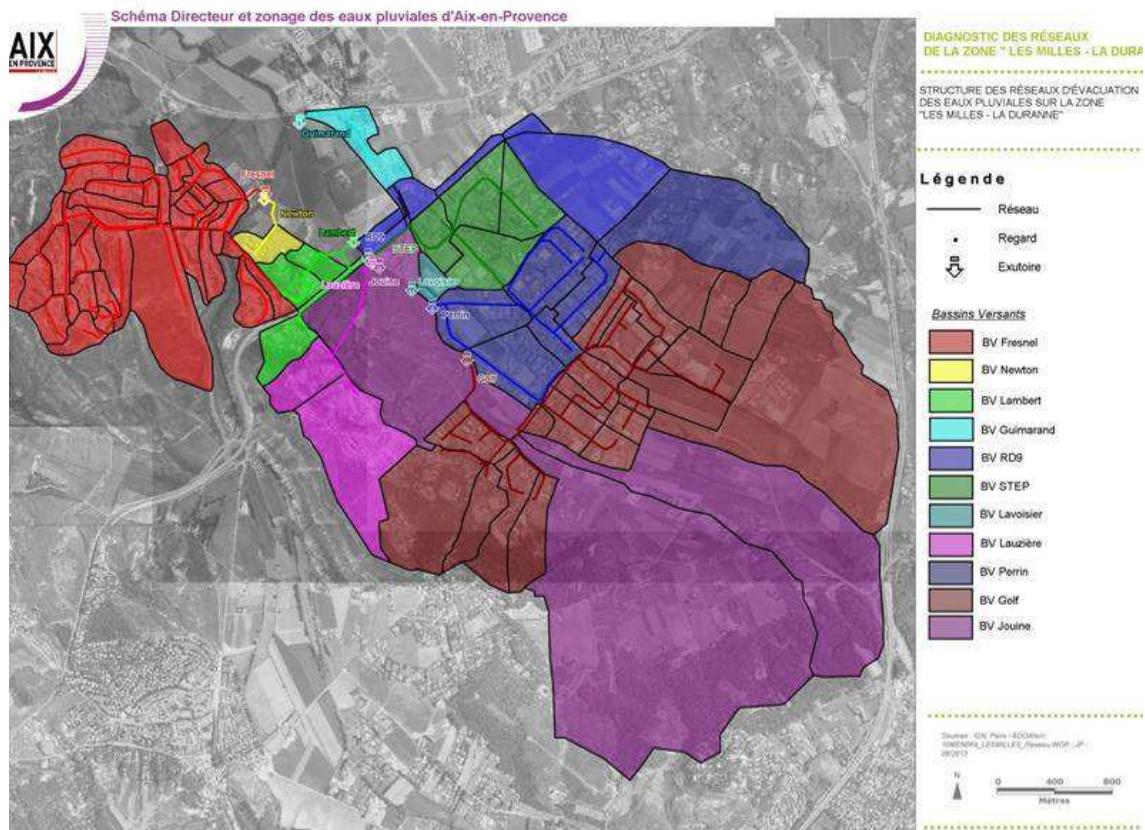 Schéma Directeur et zonage des eaux pluviales d'Aix-en-Provence
AIX
EN PROVENCE
DIAGNOSTIC DES RÉSEAUX
DE LA ZONE " LES MILLES - LA DURA
STRUCTURE DES RÉSEAUX D'ÉVACUATION
DES EAUX PLUVIALES SUR LA ZONE
"LES MILLES - LA DURANNE"
Légende
Réseau
Regard
Exutoire
Bassins Versants
BV Fresnel
BV Newton
BV Lambert
BV Guimarand
BV RD9
BV STEP
BV Lavoisier
BV Lauzière
BV Perrin
BV Golf
BV Jouine
Guimarand
Fresnel
Newton
Lambert
RD9
STEP
Lauzière
Jouine
Lavoisier
Perrin
Golf
N
0 400 800
Mètres